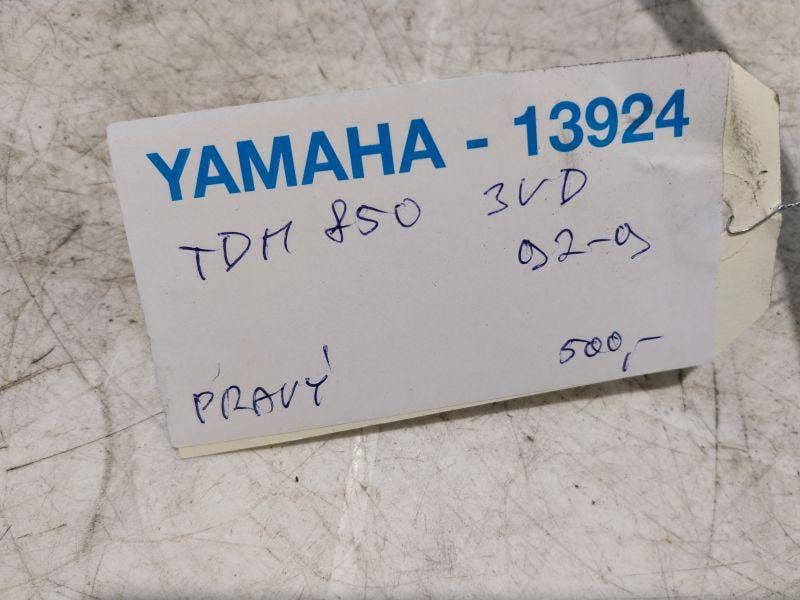 YAMAHA - 13924
TDM 850 3VD
92-9
PRAVÝ 500,-